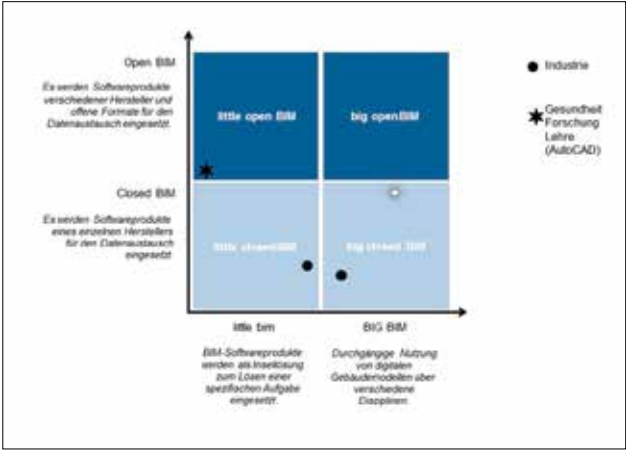 Open BIM
Es werden Softwareprodukte
verschiedener Hersteller und
offene Formate für den
Datenaustausch eingesetzt.
little open BIM
big openBIM
Industrie
Gesundheit
Forschung
Lehre
(AutoCAD)
Closed BIM
Es werden Softwareprodukte
eines einzelnen Herstellers
für den Datenaustausch
eingesetzt.
little closedBIM
big closed BIM
little bim
BIG BIM
BIM-Softwareprodukte
werden als Insellösung
zum Lösen einer
spezifischen Aufgabe
eingesetzt.
Durchgängige Nutzung
von digitalen
Gebäudemodellen über
verschiedene
Disziplinen.